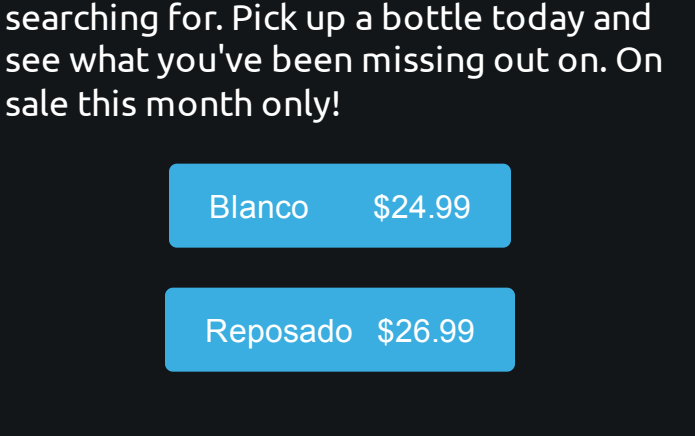 searching for. Pick up a bottle today and
see what you've been missing out on. On
sale this month only!
Blanco $24.99
Reposado $26.99